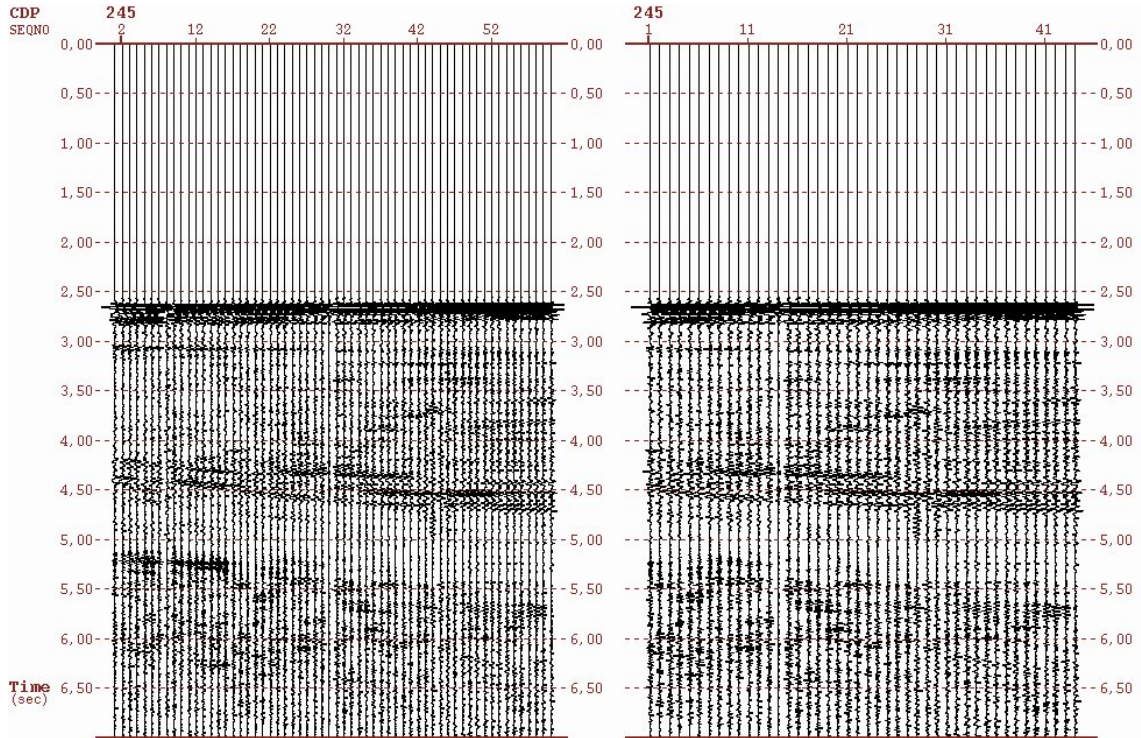 CDP 245 245
SEQNO 2 12 22 32 42 52 1 11 21 31 41
0,00 0,00 0,00
0,50 0,50 0,50
1,00 1,00 1,00
1,50 1,50 1,50
2,00 2,00 2,00
2,50 2,50 2,50
3,00 3,00 3,00
3,50 3,50 3,50
4,00 4,00 4,00
4,50 4,50 4,50
5,00 5,00 5,00
5,50 5,50 5,50
6,00 6,00 6,00
Time 6,50 6,50 6,50
(sec)